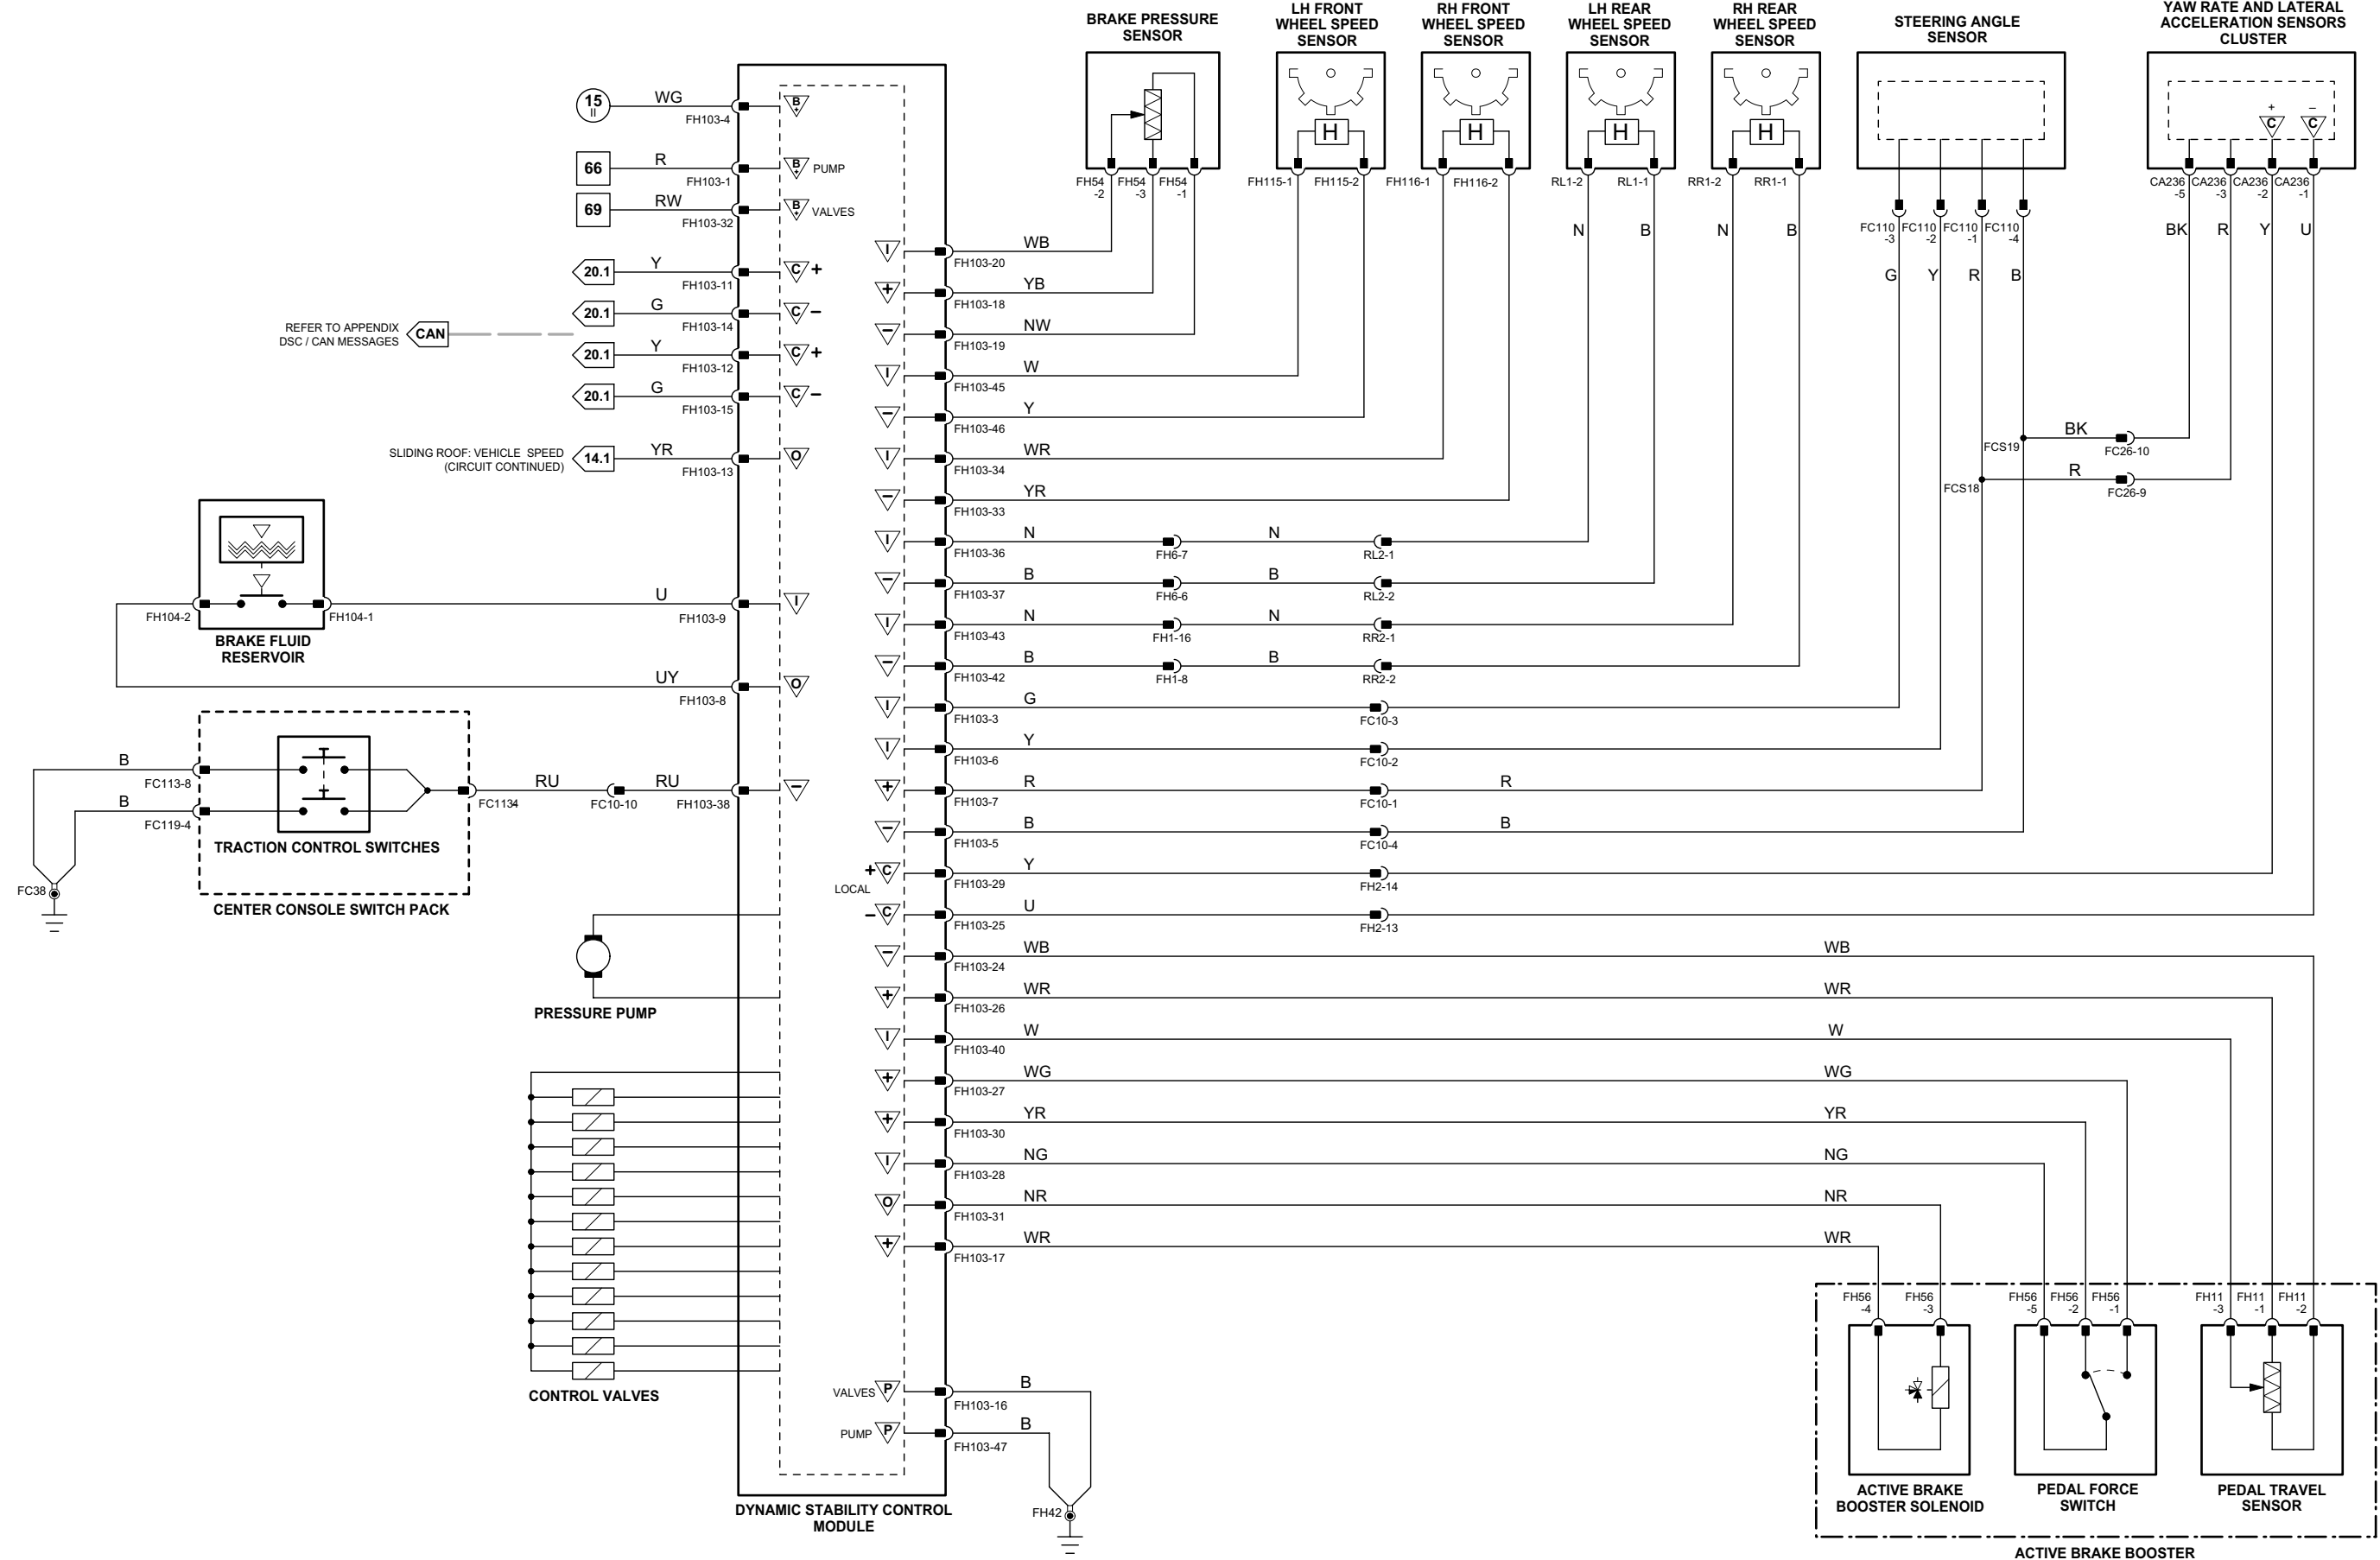 BRAKE PRESSURE
SENSOR
LH FRONT
WHEEL SPEED
SENSOR
RH FRONT
WHEEL SPEED
SENSOR
LH REAR
WHEEL SPEED
SENSOR
RH REAR
WHEEL SPEED
SENSOR
STEERING ANGLE
SENSOR
YAW RATE AND LATERAL
ACCELERATION SENSORS
CLUSTER
H
H
H
H
+
–
C
C
FH54
-2
FH54
-3
FH54
-1
FH115-1
FH115-2
FH116-1
FH116-2
RL1-2
RL1-1
RR1-2
RR1-1
CA236
-5
CA236
-3
CA236
-2
CA236
-1
N
B
N
B
FC110
-3
FC110
-2
FC110
-1
FC110
-4
BK
R
Y
U
G
Y
R
B
FCS19
BK
FC26-10
FCS18
R
FC26-9
15
II
WG
FH103-4
B
+
66
R
FH103-1
B
+
PUMP
69
RW
FH103-32
B
+
VALVES
20.1
Y
FH103-11
C
+
20.1
G
FH103-14
C
–
REFER TO APPENDIX
DSC / CAN MESSAGES
CAN
20.1
Y
FH103-12
C
+
20.1
G
FH103-15
C
–
SLIDING ROOF: VEHICLE SPEED
(CIRCUIT CONTINUED)
14.1
YR
FH103-13
O
FH104-2
FH104-1
U
FH103-9
I
BRAKE FLUID
RESERVOIR
UY
FH103-8
O
B
FC113-8
B
FC119-4
FC1134
RU
FC10-10
RU
FH103-38
–
TRACTION CONTROL SWITCHES
CENTER CONSOLE SWITCH PACK
FC38
PRESSURE PUMP
CONTROL VALVES
I
FH103-20
WB
+
FH103-18
YB
–
FH103-19
NW
I
FH103-45
W
–
FH103-46
Y
I
FH103-34
WR
–
FH103-33
YR
I
FH103-36
N
FH6-7
N
RL2-1
–
FH103-37
B
FH6-6
B
RL2-2
I
FH103-43
N
FH1-16
N
RR2-1
–
FH103-42
B
FH1-8
B
RR2-2
I
FH103-3
G
FC10-3
I
FH103-6
Y
FC10-2
+
FH103-7
R
FC10-1
R
–
FH103-5
B
FC10-4
B
+
C
LOCAL
FH103-29
Y
FH2-14
–
C
FH103-25
U
FH2-13
–
FH103-24
WB
WB
+
FH103-26
WR
WR
I
FH103-40
W
W
+
FH103-27
WG
WG
+
FH103-30
YR
YR
I
FH103-28
NG
NG
O
FH103-31
NR
NR
+
FH103-17
WR
WR
VALVES
P
FH103-16
B
PUMP
P
FH103-47
B
FH42
DYNAMIC STABILITY CONTROL
MODULE
FH56
-4
FH56
-3
FH56
-5
FH56
-2
FH56
-1
FH11
-3
FH11
-1
FH11
-2
ACTIVE BRAKE
BOOSTER SOLENOID
PEDAL FORCE
SWITCH
PEDAL TRAVEL
SENSOR
ACTIVE BRAKE BOOSTER